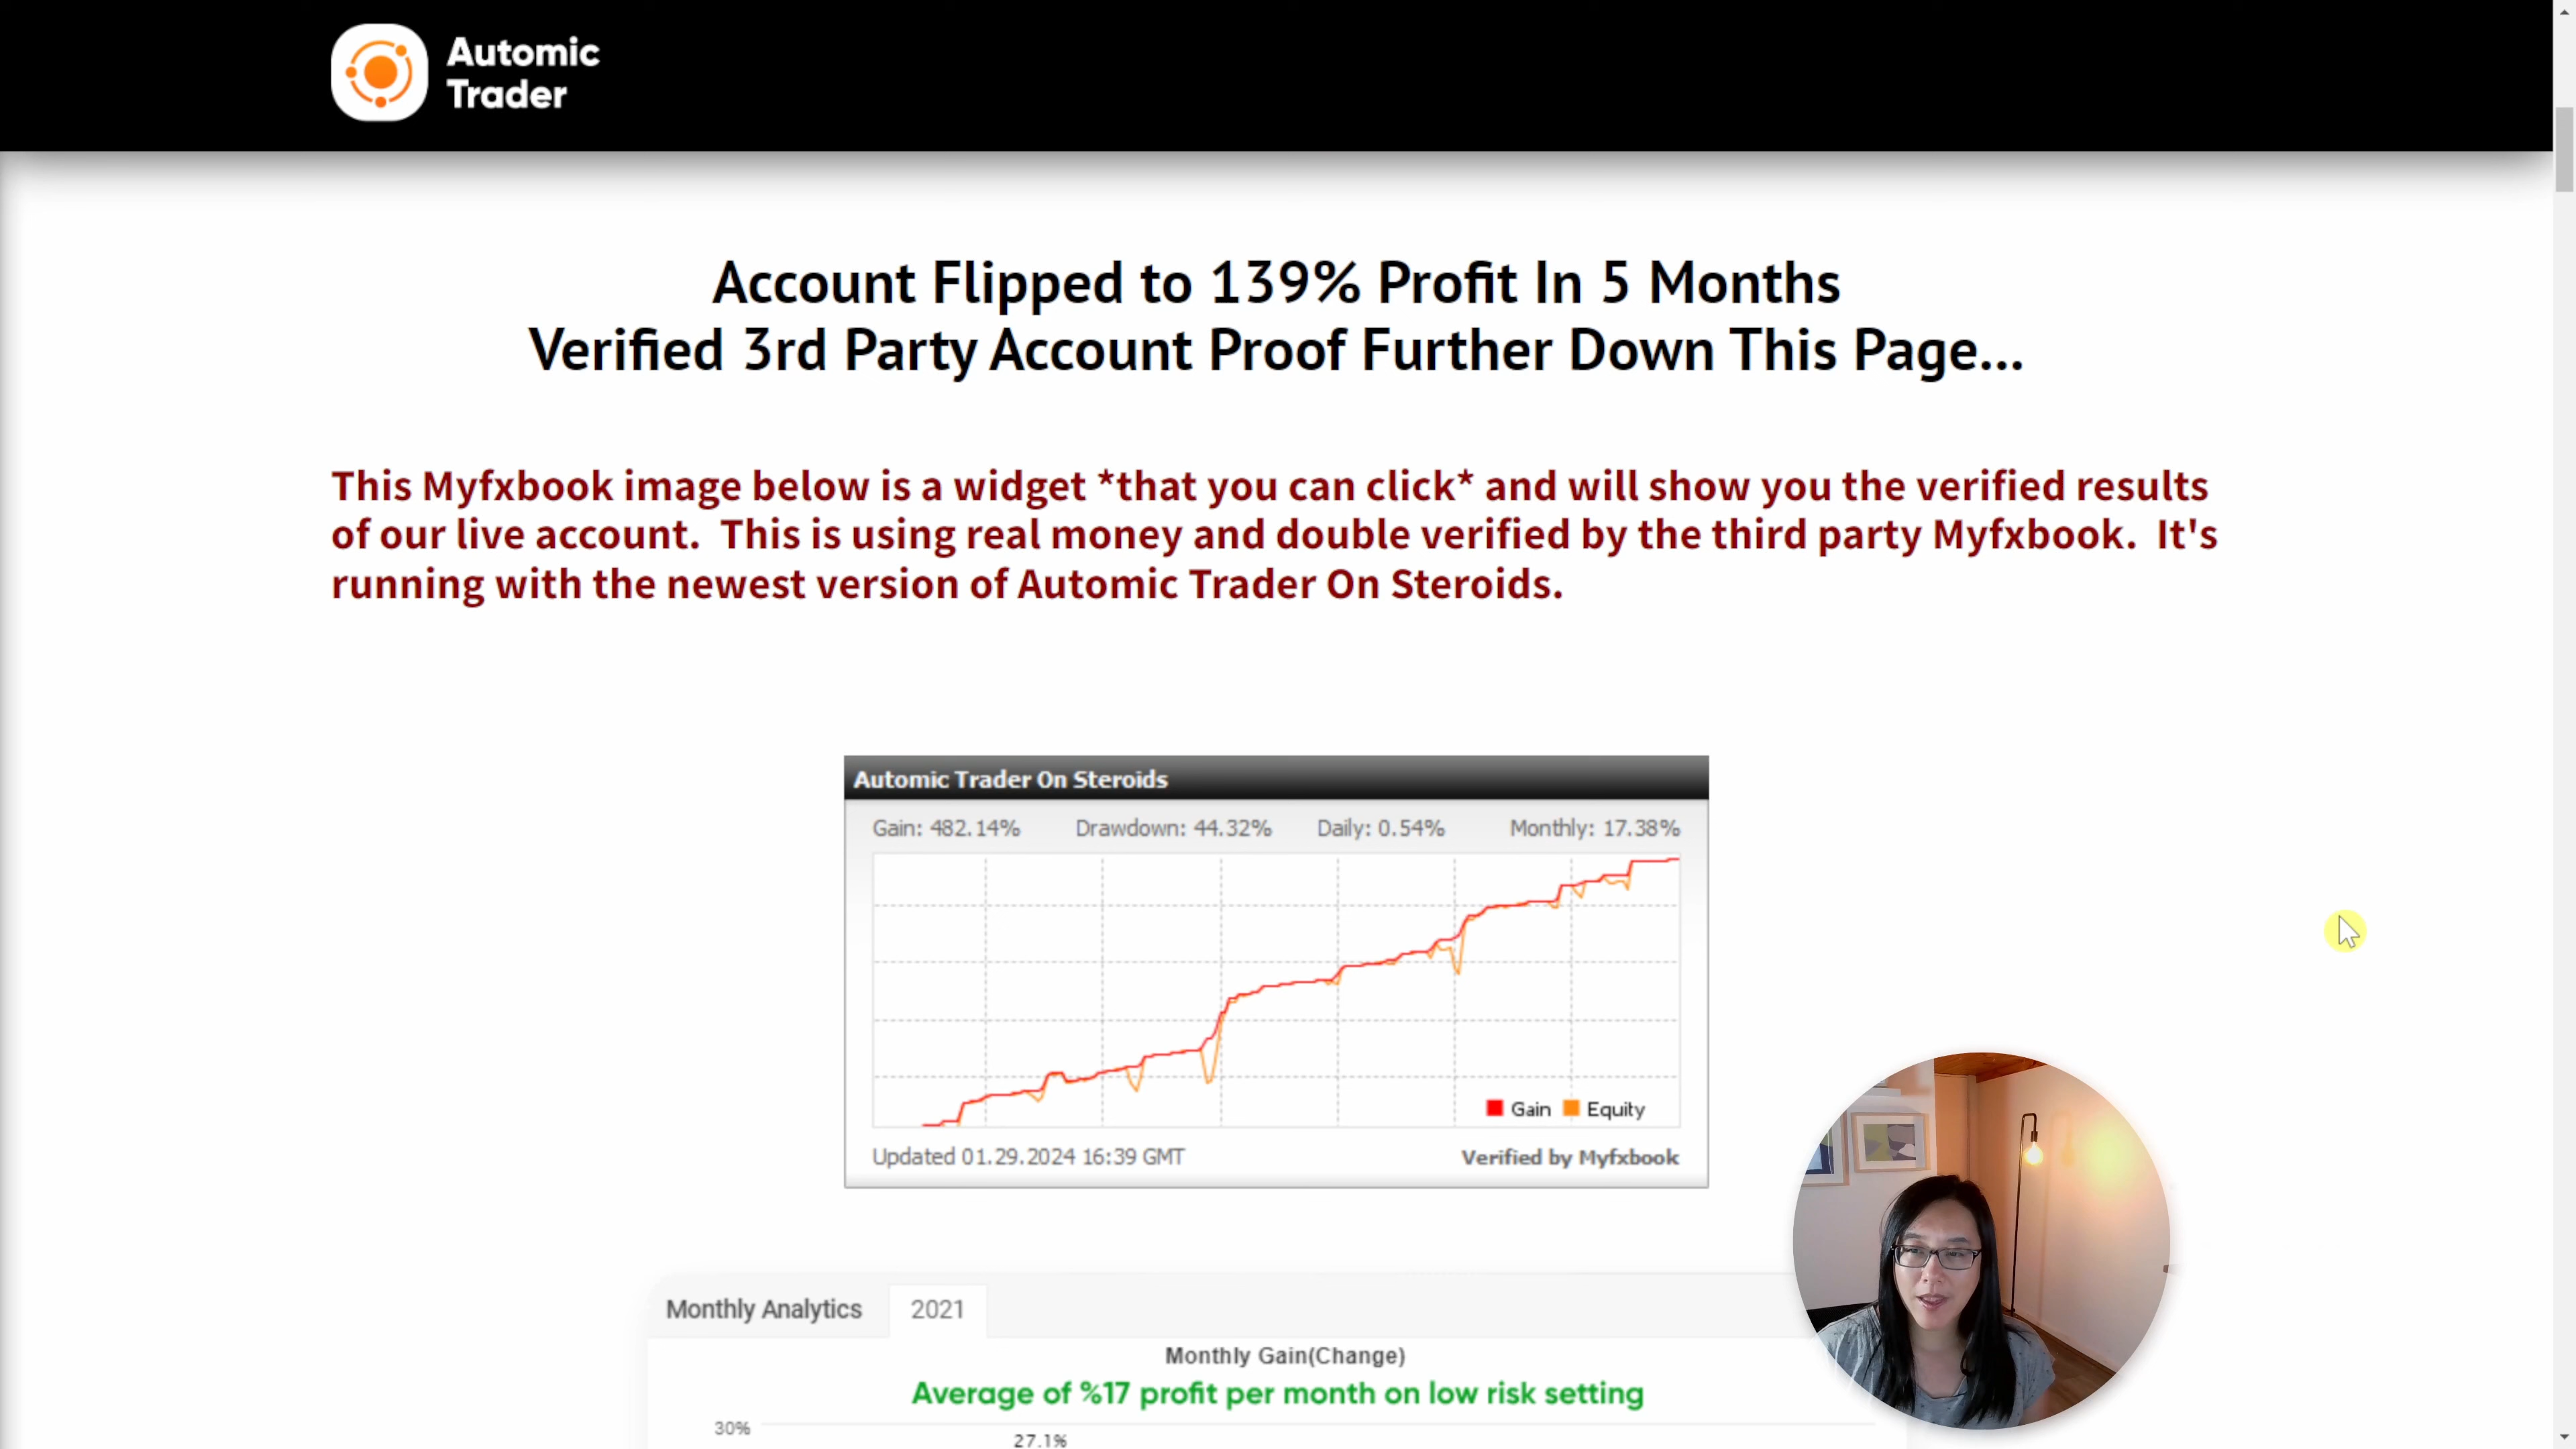 Automic
Trader
Account Flipped to 139% Profit In 5 Months
Verified 3rd Party Account Proof Further Down This Page...
This Myfxbook image below is a widget *that you can click* and will show you the verified results
of our live account. This is using real money and double verified by the third party Myfxbook. It's
running with the newest version of Automic Trader On Steroids.
Automic Trader On Steroids
Gain: 482.14% Drawdown: 44.32% Daily: 0.54% Monthly: 17.38%
Gain Equity
Updated 01.29.2024 16:39 GMT Verified by Myfxbook
Monthly Analytics 2021
Monthly Gain(Change)
Average of %17 profit per month on low risk setting
30%
27.1%